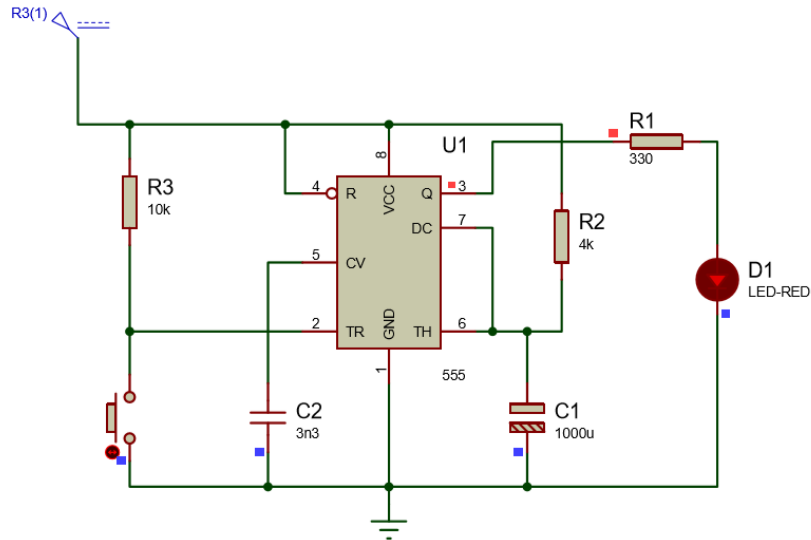 R3(1)
R3
10k
U1
8
VCC
4
R
Q
3
DC
7
5
CV
2
TR
GND
TH
6
1
555
R1
330
R2
4k
D1
LED-RED
C2
3n3
C1
1000u